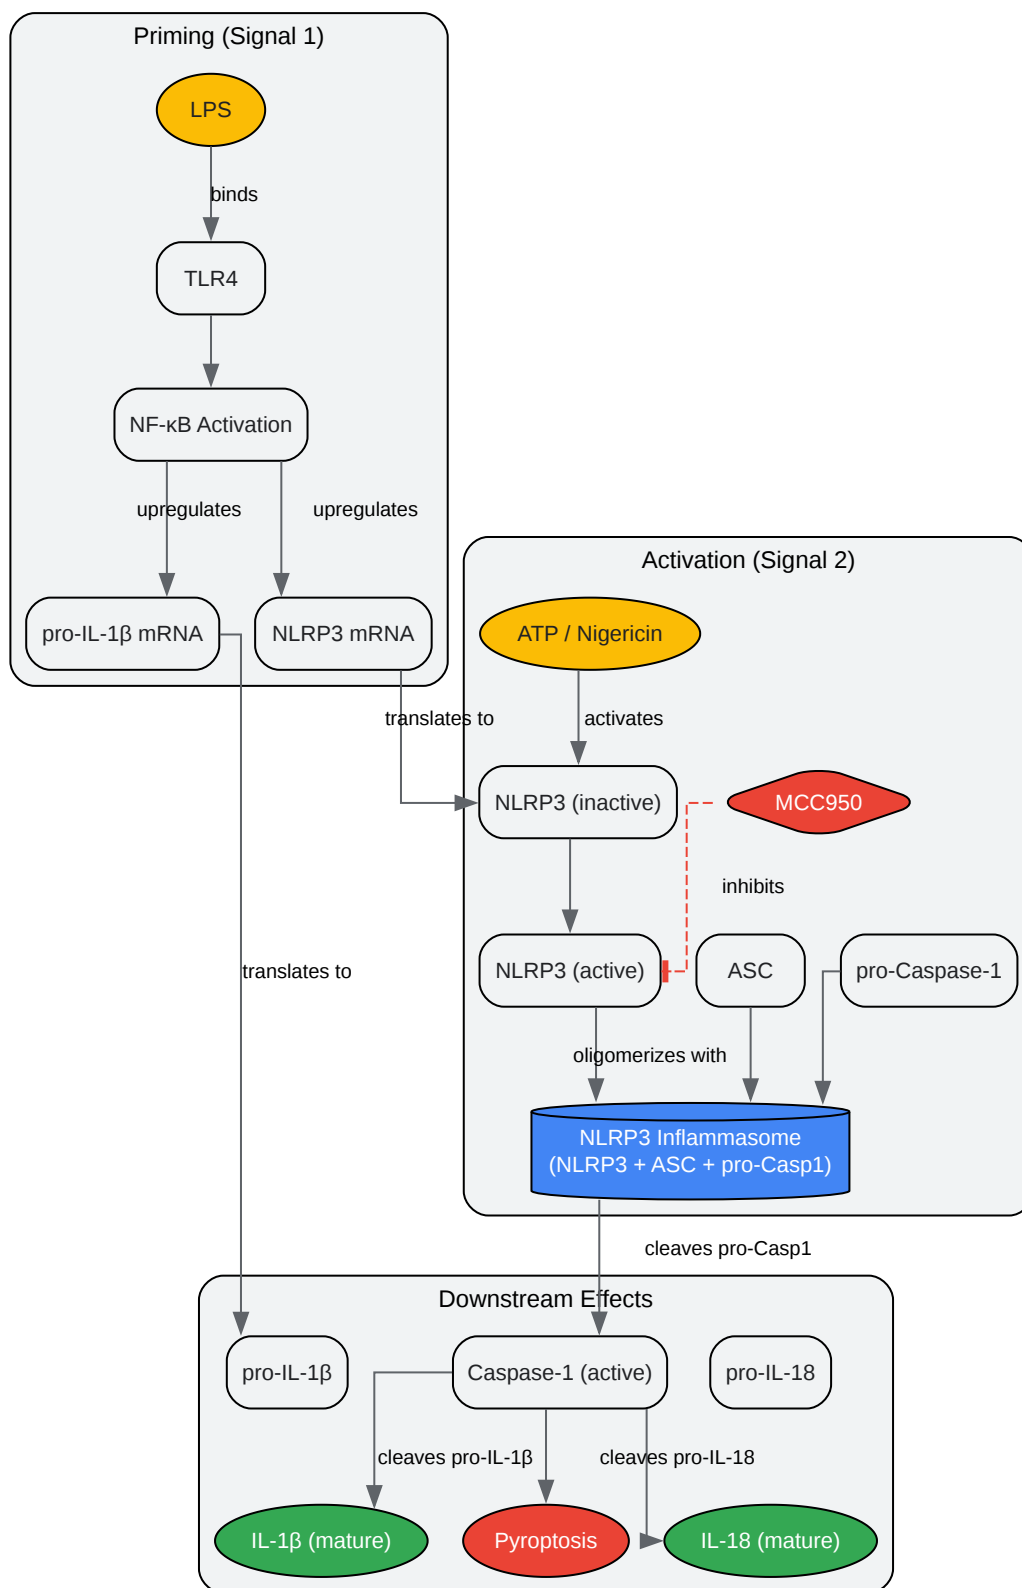 Priming (Signal 1)
LPS
binds
TLR4
NF-κB Activation
upregulates
upregulates
pro-IL-1β mRNA
NLRP3 mRNA
Activation (Signal 2)
ATP / Nigericin
translates to
activates
NLRP3 (inactive)
MCC950
inhibits
NLRP3 (active)
ASC
pro-Caspase-1
translates to
oligomerizes with
NLRP3 Inflammasome
(NLRP3 + ASC + pro-Casp1)
cleaves pro-Casp1
Downstream Effects
pro-IL-1β
Caspase-1 (active)
pro-IL-18
cleaves pro-IL-1β
cleaves pro-IL-18
IL-1β (mature)
Pyroptosis
IL-18 (mature)